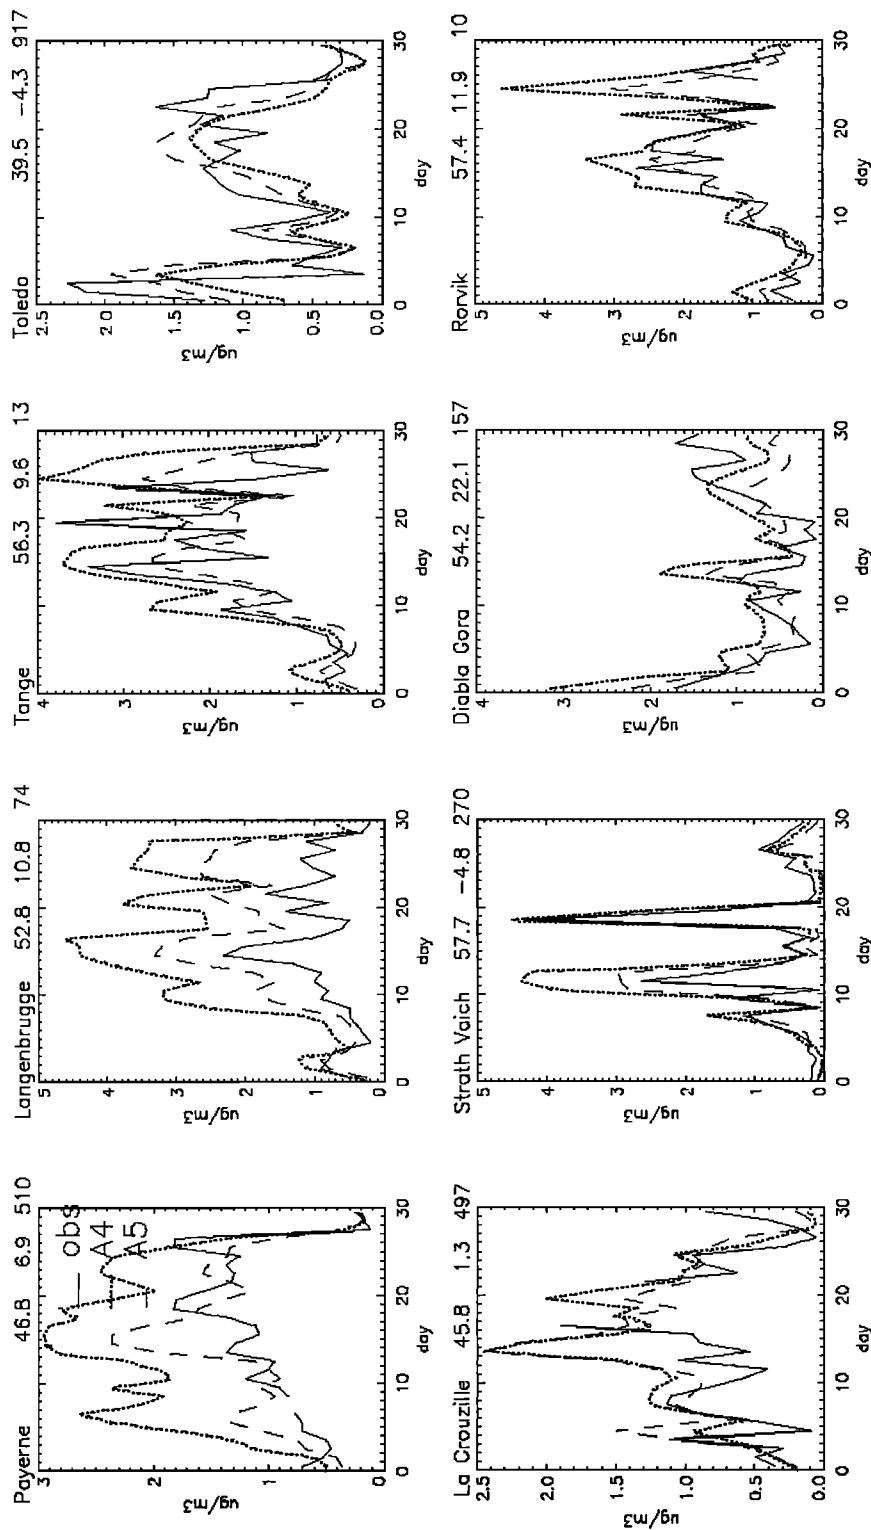 Payerne 46.8 6.9 510
obs
A4
A5
3
2
1
0
ug/m3
0 10 20 30
day
Langenbrugge 52.8 10.8 74
5
4
3
2
1
0
ug/m3
0 10 20 30
day
Tange 56.3 9.6 13
4
3
2
1
0
ug/m3
0 10 20 30
day
Toledo 39.5 -4.3 917
2.5
2.0
1.5
1.0
0.5
0.0
ug/m3
0 10 20 30
day
La Crouzille 45.8 1.3 497
2.5
2.0
1.5
1.0
0.5
0.0
ug/m3
0 10 20 30
day
Strath Vaich 57.7 -4.8 270
5
4
3
2
1
0
ug/m3
0 10 20 30
day
Diabla Gora 54.2 22.1 157
4
3
2
1
0
ug/m3
0 10 20 30
day
Rorvik 57.4 11.9 10
5
4
3
2
1
0
ug/m3
0 10 20 30
day